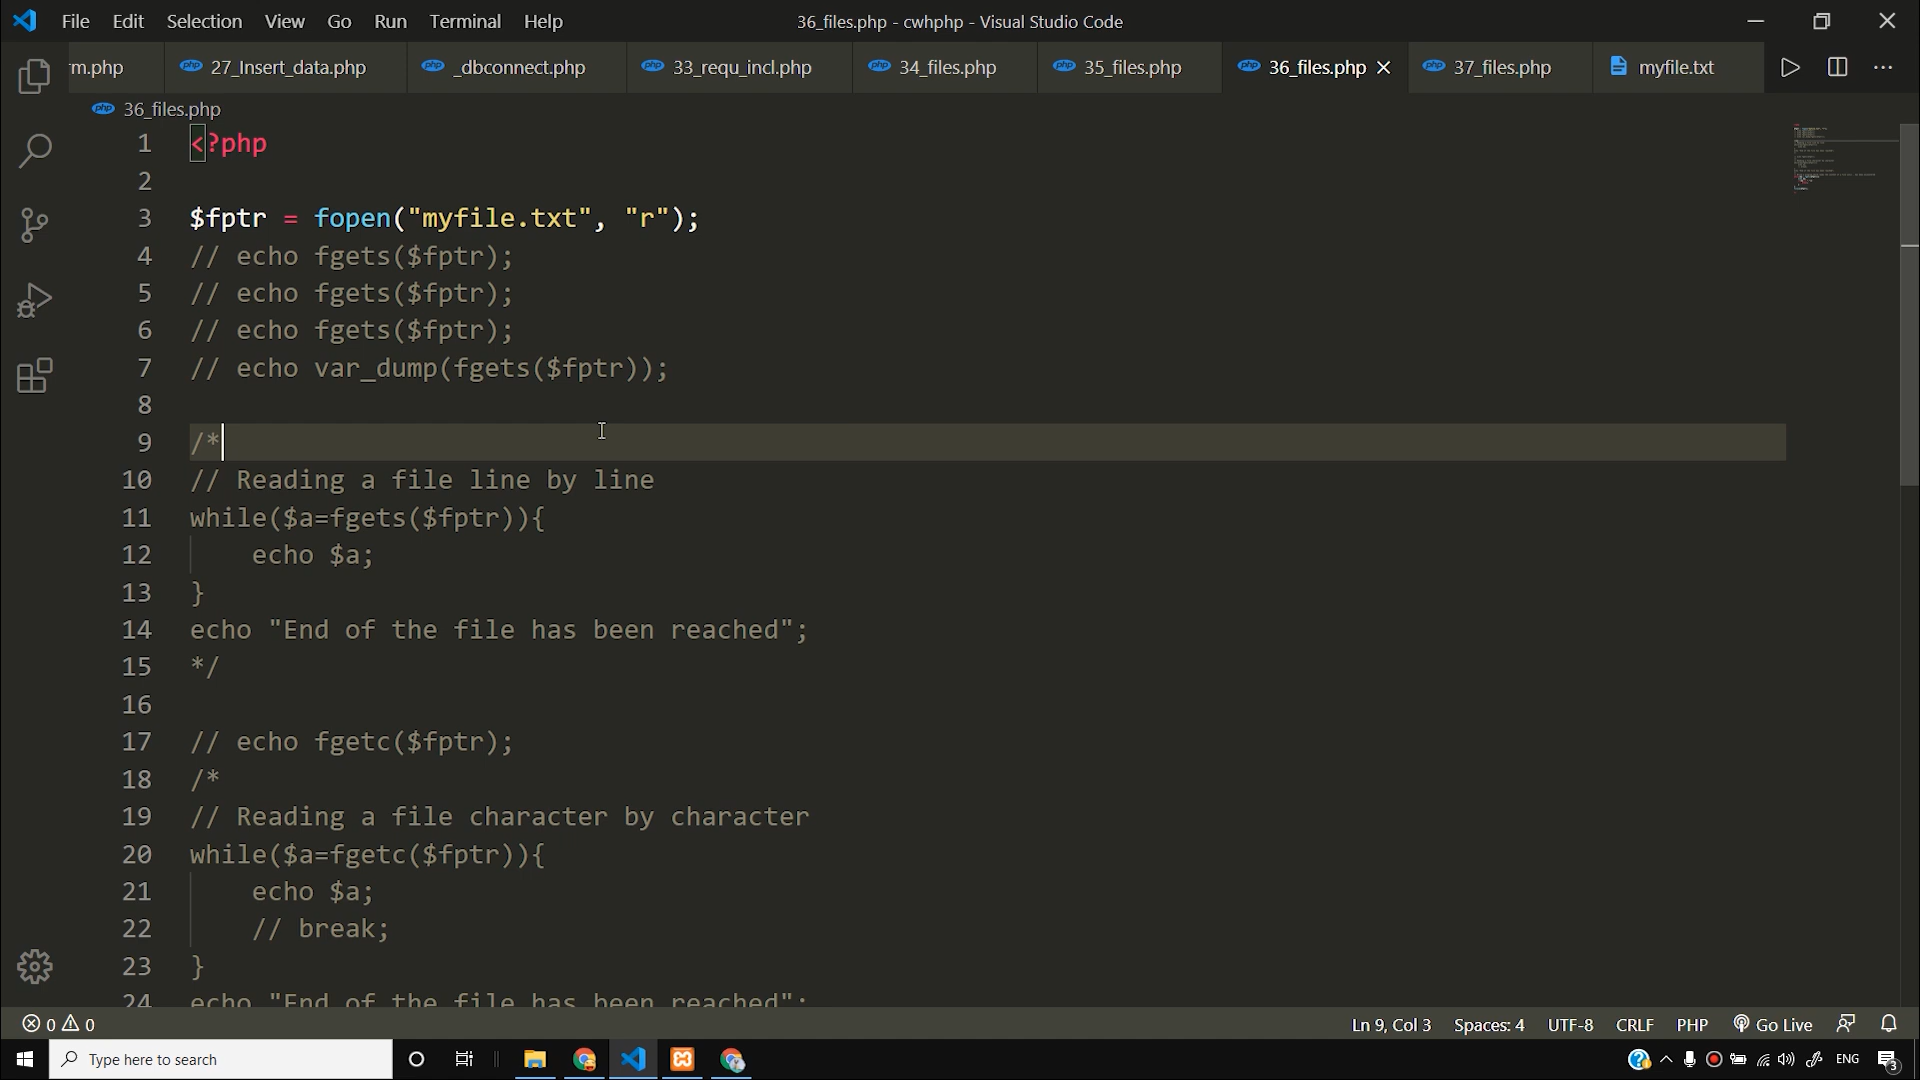 File Edit Selection View Go Run Terminal Help
36_files.php - cwhphp - Visual Studio Code
rm.php
27_Insert_data.php
_dbconnect.php
33_requ_incl.php
34_files.php
35_files.php
36_files.php
37_files.php
myfile.txt
36_files.php
1 <?php
2
3 $fptr = fopen("myfile.txt", "r");
4 // echo fgets($fptr);
5 // echo fgets($fptr);
6 // echo fgets($fptr);
7 // echo var_dump(fgets($fptr));
8
9 /*
10 // Reading a file line by line
11 while($a=fgets($fptr)){
12 echo $a;
13 }
14 echo "End of the file has been reached";
15 */
16
17 // echo fgetc($fptr);
18 /*
19 // Reading a file character by character
20 while($a=fgetc($fptr)){
21 echo $a;
22 // break;
23 }
24 echo "End of the file has been reached";
0 0
Ln 9, Col 3 Spaces: 4 UTF-8 CRLF PHP Go Live
Type here to search
ENG
3